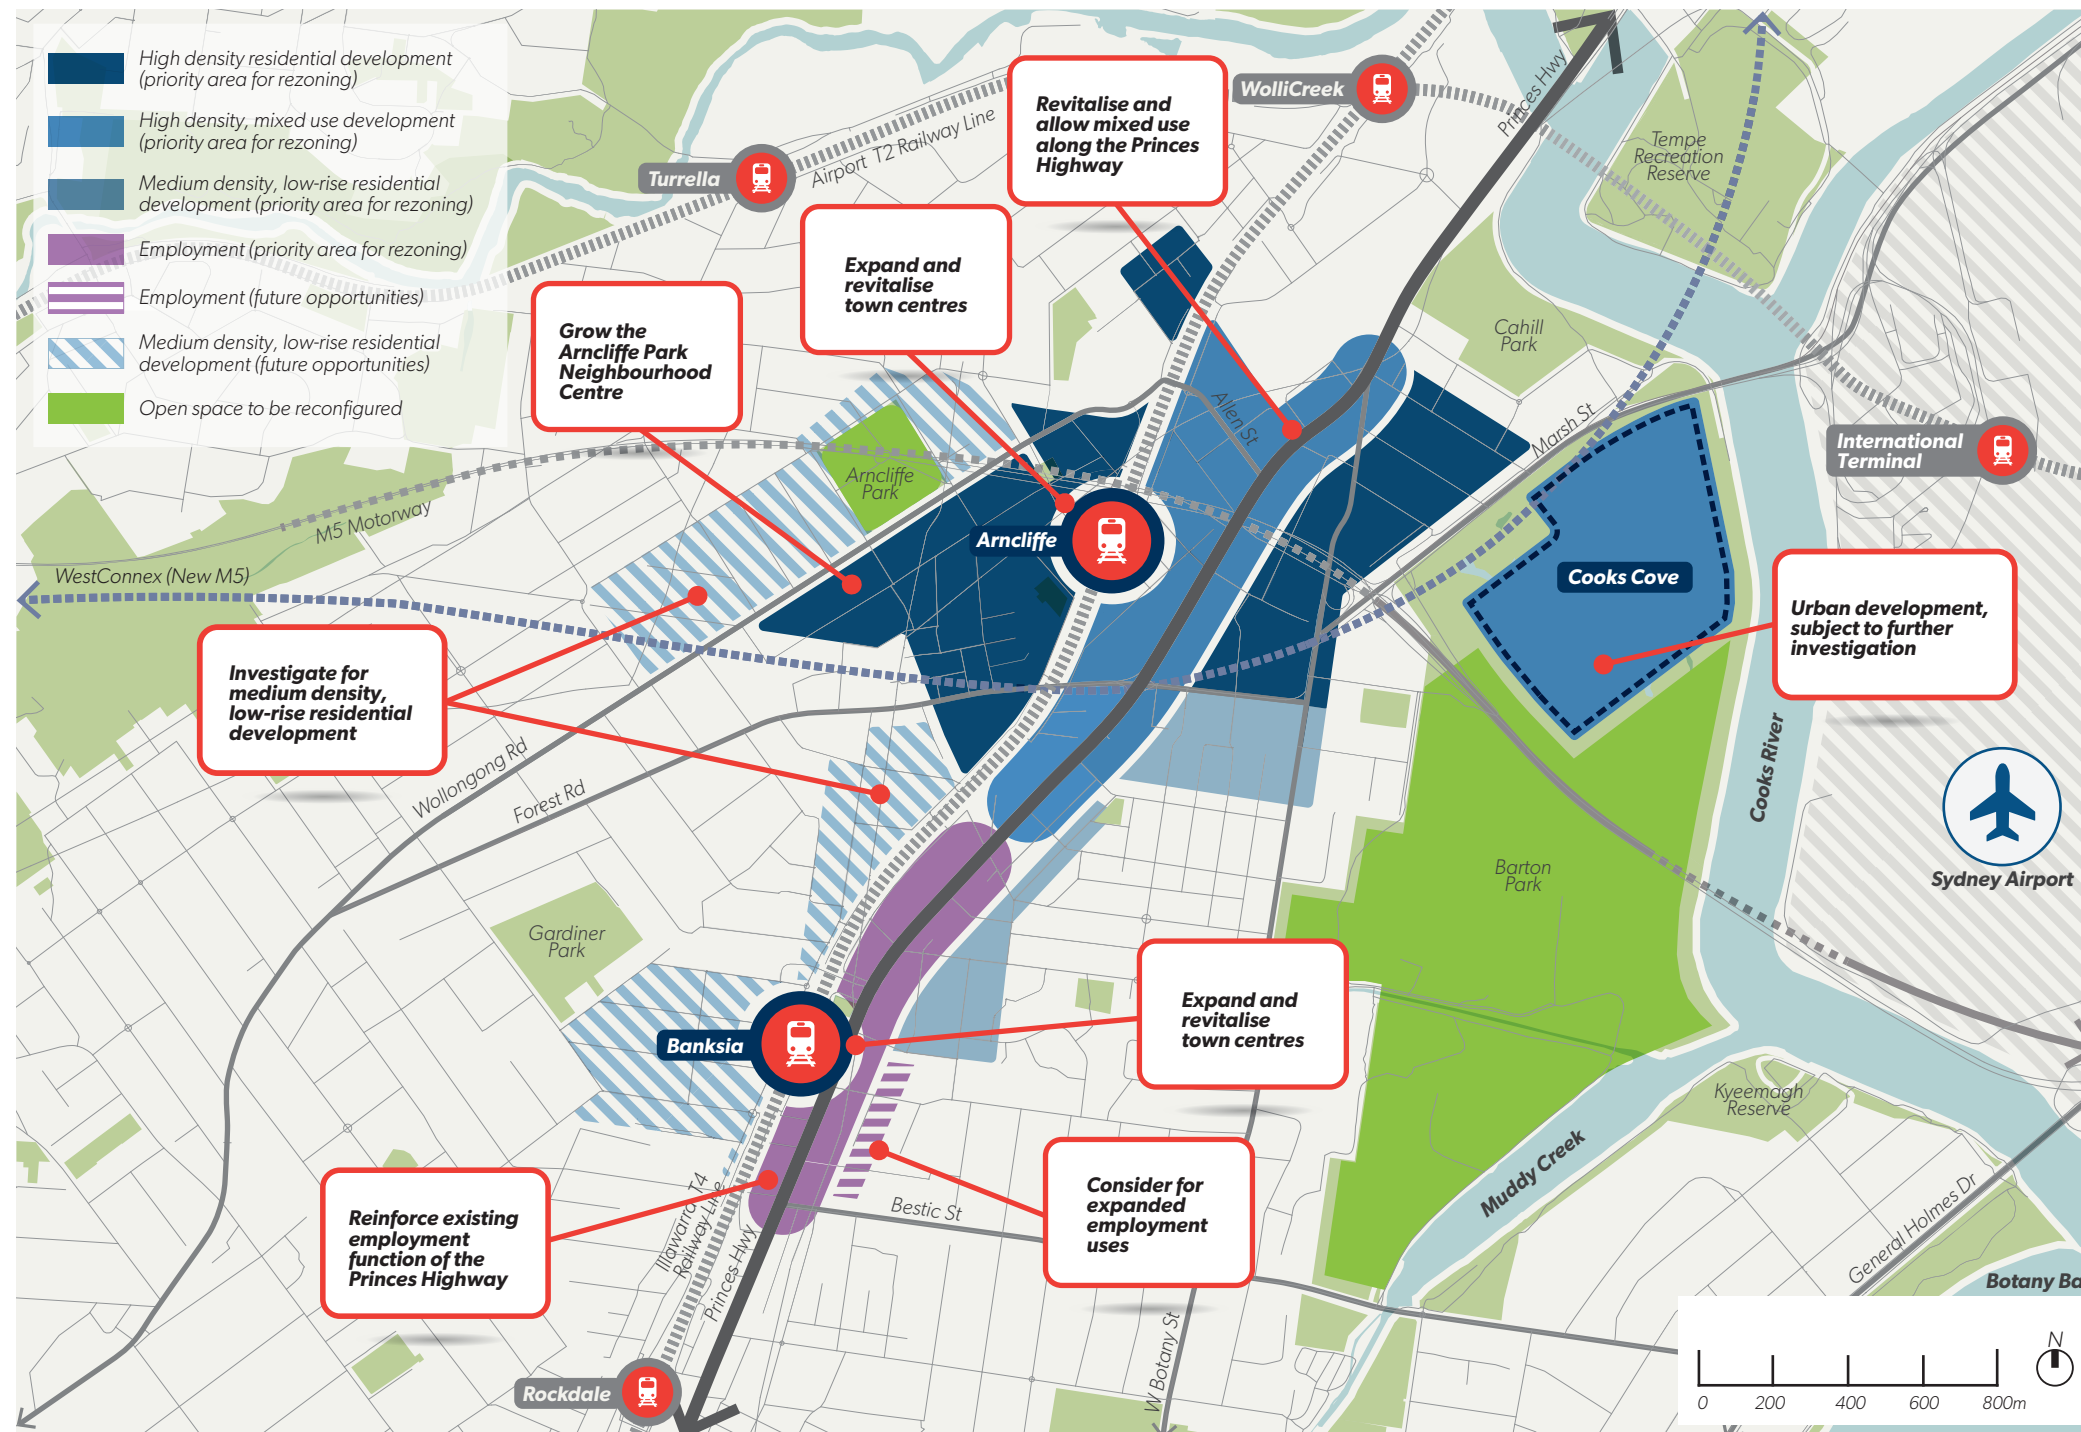 High density residential development
(priority area for rezoning)
High density, mixed use development
(priority area for rezoning)
Medium density, low-rise residential
development (priority area for rezoning)
Employment (priority area for rezoning)
Employment (future opportunities)
Medium density, low-rise residential
development (future opportunities)
Open space to be reconfigured
Revitalise and
allow mixed use
along the Princes
Highway
WolliCreek
Princes Hwy
Tempe
Recreation
Reserve
Turrella
Airport T2 Railway Line
Expand and
revitalise
town centres
Grow the
Arncliffe Park
Neighbourhood
Centre
Cahill
Park
Allen St
Marsh St
International
Terminal
Arncliffe
Park
M5 Motorway
Arncliffe
WestConnex (New M5)
Cooks Cove
Urban development,
subject to further
investigation
Investigate for
medium density,
low-rise residential
development
Wollongong Rd
Forest Rd
Cooks River
Sydney Airport
Barton
Park
Gardiner
Park
Expand and
revitalise
town centres
Banksia
Kyeemagh
Reserve
Muddy Creek
Consider for
expanded
employment
uses
Bestic St
Reinforce existing
employment
function of the
Princes Highway
Illawarra T4
Railway Line
Princes Hwy
General Holmes Dr
Botany Ba
W Botany St
Rockdale
N
0 200 400 600 800m